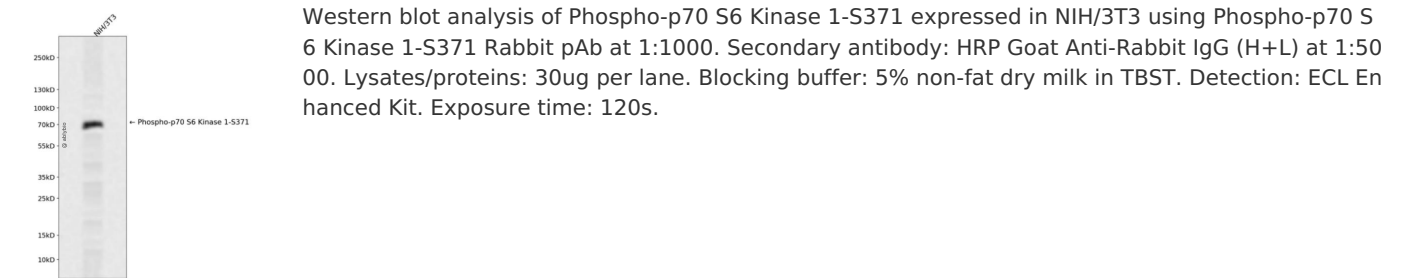 NIH/3T3
250kD
130kD
100kD
70kD
55kD
35kD
25kD
15kD
10kD
@ ablybio
← Phospho-p70 S6 Kinase 1-S371
Western blot analysis of Phospho-p70 S6 Kinase 1-S371 expressed in NIH/3T3 using Phospho-p70 S
6 Kinase 1-S371 Rabbit pAb at 1:1000. Secondary antibody: HRP Goat Anti-Rabbit IgG (H+L) at 1:50
00. Lysates/proteins: 30ug per lane. Blocking buffer: 5% non-fat dry milk in TBST. Detection: ECL En
hanced Kit. Exposure time: 120s.